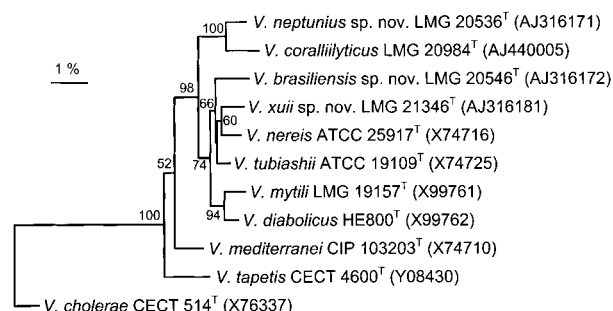 V. neptunius sp. nov. LMG 20536T (AJ316171)
100
V. coralliilyticus LMG 20984T (AJ440005)
1 %
V. brasiliensis sp. nov. LMG 20546T (AJ316172)
98
66
V. xuii sp. nov. LMG 21346T (AJ316181)
60
V. nereis ATCC 25917T (X74716)
74
V. tubiashii ATCC 19109T (X74725)
52
V. mytili LMG 19157T (X99761)
94
V. diabolicus HE800T (X99762)
100
V. mediterranei CIP 103203T (X74710)
V. tapetis CECT 4600T (Y08430)
V. cholerae CECT 514T (X76337)